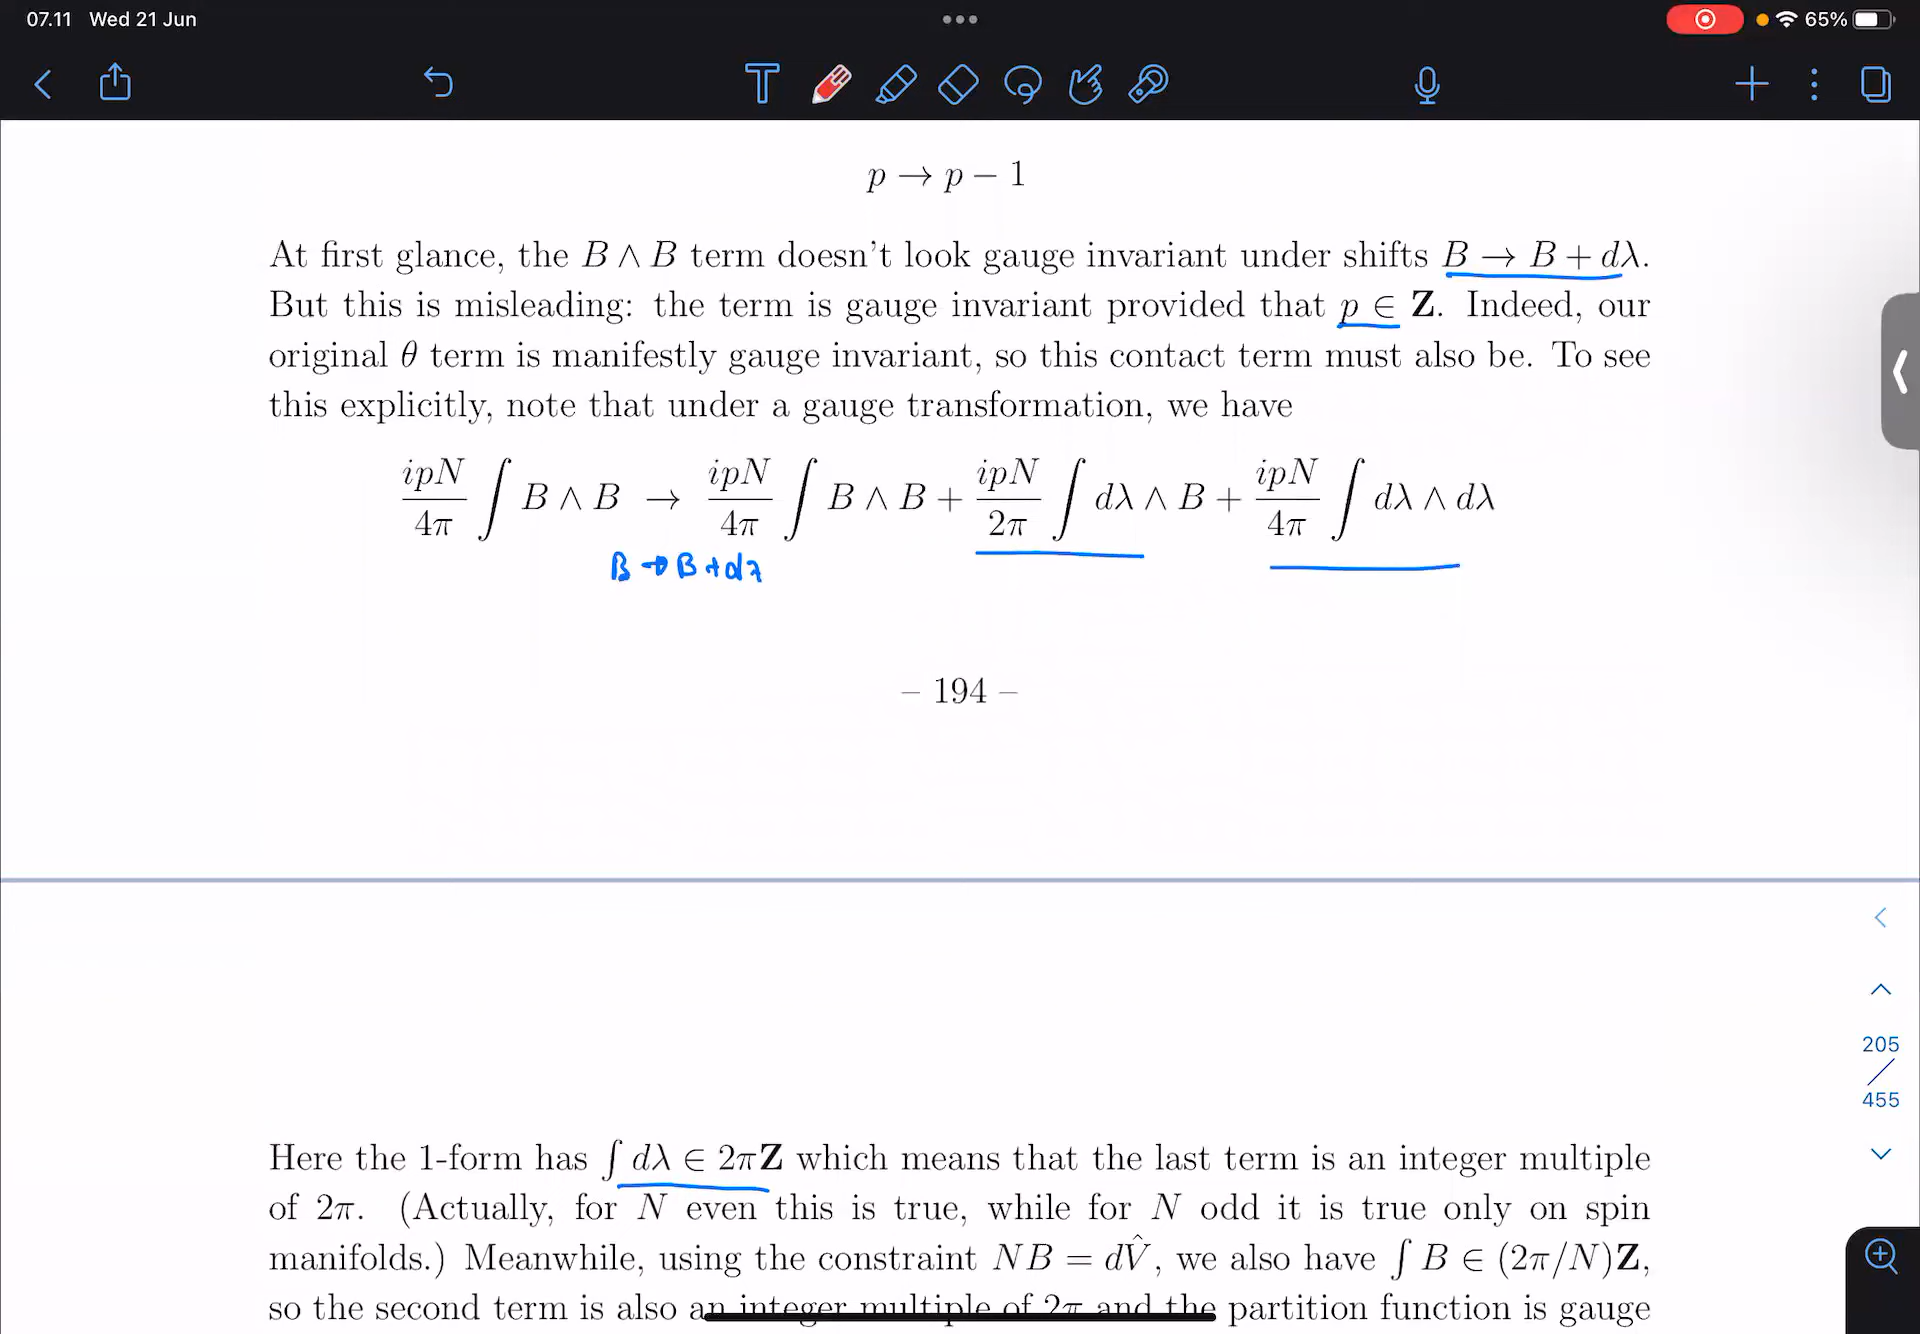 07.11 Wed 21 Jun
65%
p → p − 1
At first glance, the B ∧ B term doesn't look gauge invariant under shifts B → B + dλ.
But this is misleading: the term is gauge invariant provided that p ∈ Z. Indeed, our
original θ term is manifestly gauge invariant, so this contact term must also be. To see
this explicitly, note that under a gauge transformation, we have
ipN/4π ∫ B ∧ B → ipN/4π ∫ B ∧ B + ipN/2π ∫ dλ ∧ B + ipN/4π ∫ dλ ∧ dλ
B → B + dλ
– 194 –
205
/
455
Here the 1-form has ∫ dλ ∈ 2πZ which means that the last term is an integer multiple
of 2π. (Actually, for N even this is true, while for N odd it is true only on spin
manifolds.) Meanwhile, using the constraint NB = dV̂, we also have ∫ B ∈ (2π/N)Z,
so the second term is also an integer multiple of 2π and the partition function is gauge